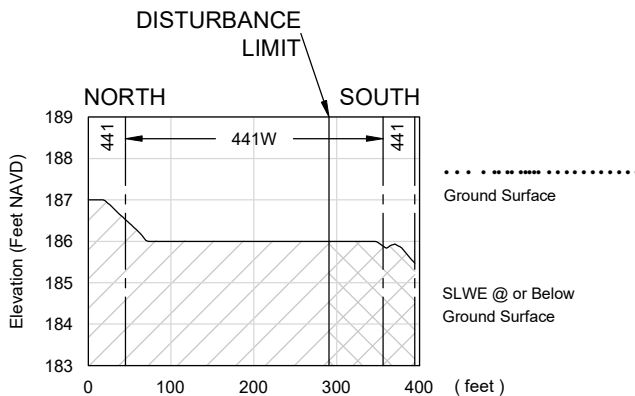 DISTURBANCE
LIMIT
NORTH
SOUTH
189
441
441W
441
188
187
186
185
184
183
Elevation (Feet NAVD)
0 100 200 300 400 ( feet )
Ground Surface
SLWE @ or Below
Ground Surface